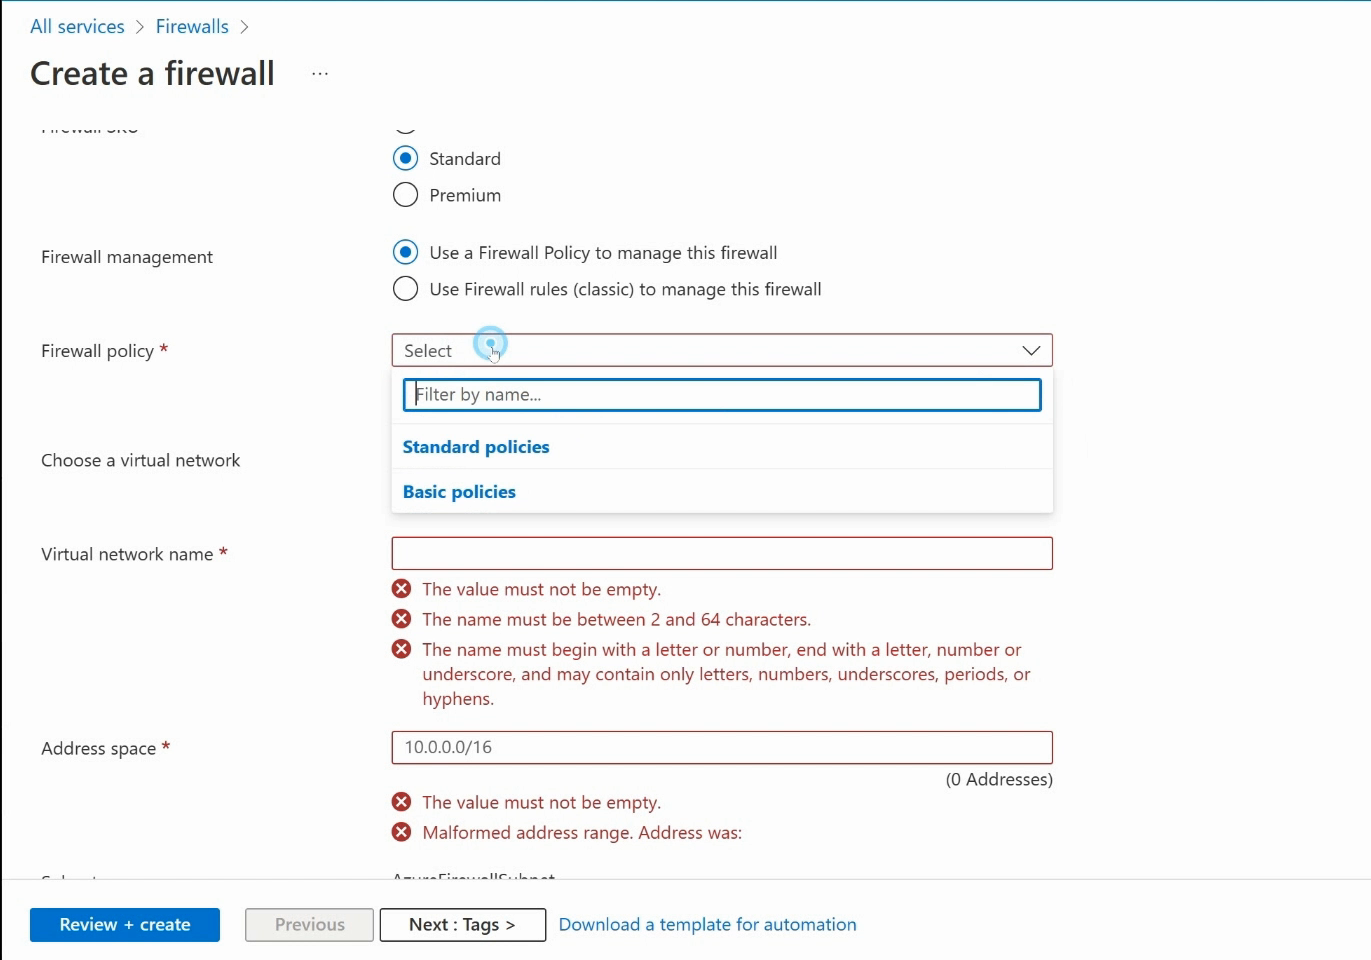 All services > Firewalls >
Create a firewall ...
Firewall SKU
Standard
Premium
Firewall management
Use a Firewall Policy to manage this firewall
Use Firewall rules (classic) to manage this firewall
Firewall policy *
Select
Filter by name...
Standard policies
Basic policies
Choose a virtual network
Virtual network name *
The value must not be empty.
The name must be between 2 and 64 characters.
The name must begin with a letter or number, end with a letter, number or
underscore, and may contain only letters, numbers, underscores, periods, or
hyphens.
Address space *
10.0.0.0/16
(0 Addresses)
The value must not be empty.
Malformed address range. Address was:
AzureFirewallSubnet
Review + create
Previous
Next : Tags >
Download a template for automation